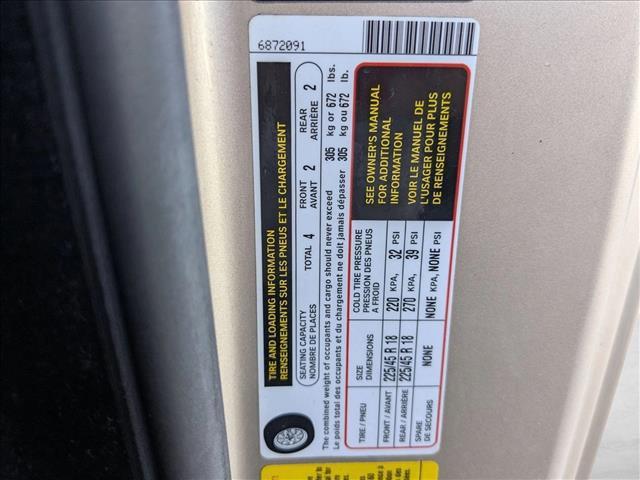 6872091
TIRE AND LOADING INFORMATION
RENSEIGNEMENTS SUR LES PNEUS ET LE CHARGEMENT
SEATING CAPACITY TOTAL 4 FRONT 2 REAR 2
NOMBRE DE PLACES AVANT ARRIÈRE
The combined weight of occupants and cargo should never exceed 305 kg or 672 lbs.
Le poids total des occupants et du chargement ne doit jamais dépasser 305 kg ou 672 lb.
TIRE / PNEU SIZE COLD TIRE PRESSURE
DIMENSIONS PRESSION DES PNEUS
A FROID
FRONT / AVANT 225/45 R 18 220 KPA, 32 PSI
REAR / ARRIÈRE 225/45 R 18 270 KPA, 39 PSI
SPARE NONE NONE KPA, NONE PSI
DE SECOURS
SEE OWNER'S MANUAL
FOR ADDITIONAL
INFORMATION
VOIR LE MANUEL DE
L'USAGER POUR PLUS
DE RENSEIGNEMENTS